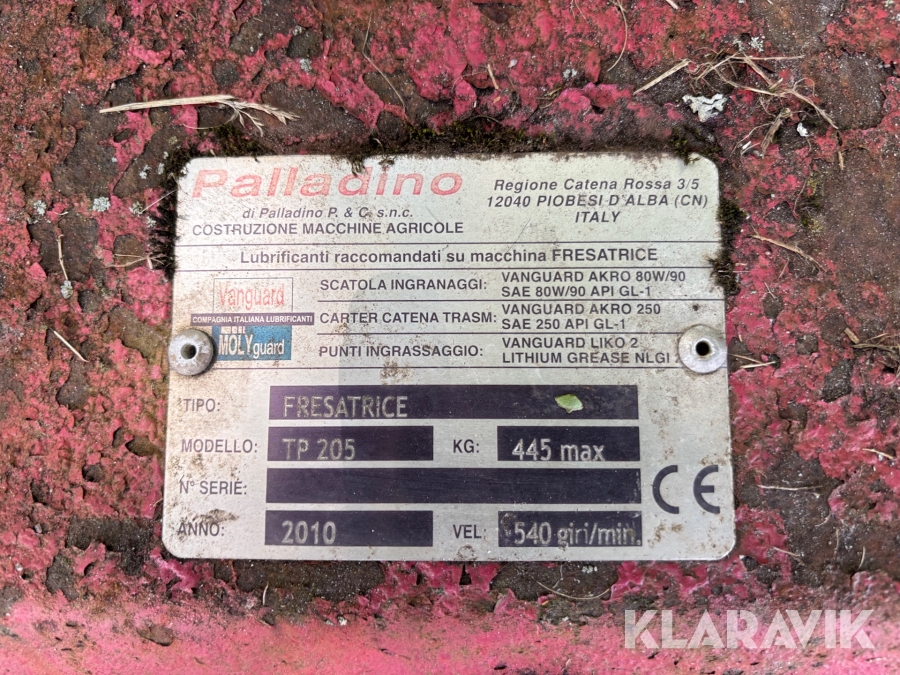 Palladino
di Palladino P. & C. s.n.c.
COSTRUZIONE MACCHINE AGRICOLE
Regione Catena Rossa 3/5
12040 PIOBESI D'ALBA (CN)
ITALY
Lubrificanti raccomandati su macchina FRESATRICE
Vanguard
COMPAGNIA ITALIANA LUBRIFICANTI
MOLYguard
SCATOLA INGRANAGGI: VANGUARD AKRO 80W/90
SAE 80W/90 API GL-1
CARTER CATENA TRASM: VANGUARD AKRO 250
SAE 250 API GL-1
PUNTI INGRASSAGGIO: VANGUARD LIKO 2
LITHIUM GREASE NLGI
TIPO: FRESATRICE
MODELLO: TP 205 KG: 445 max
N° SERIE:
ANNO: 2010 VEL: 540 giri/min.
CE
KLARAVIK